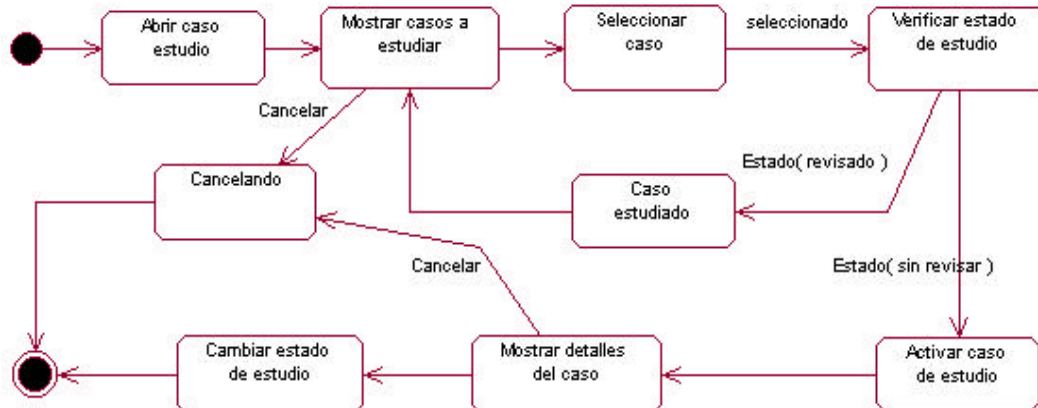 Abrir caso
estudio
Mostrar casos a
estudiar
Seleccionar
caso
seleccionado
Verificar estado
de estudio
Cancelar
Estado( revisado )
Cancelando
Caso
estudiado
Cancelar
Estado( sin revisar )
Cambiar estado
de estudio
Mostrar detalles
del caso
Activar caso
de estudio